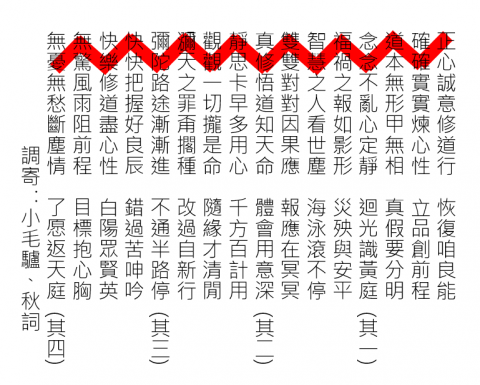 正心誠意修道行 恢復咱良能
確確實實煉心性 立品創前程
道本無形甲無相 真假要分明
念念不亂心定靜 迴光識黃庭（其一）
福禍之報如影形 災殃與安平
智慧之人看世塵 海泳滾不停
雙雙對對因果應 報應在冥冥
真修悟道知天命 體會用意深（其二）
靜忠卡早多用心 千方百計用
觀觀一切攏是命 隨緣才清閒
瀰天之罪甭擱種 改過自新行
彌陀路途漸漸進 不通半路停（其三）
快快把握好良辰 錯過苦呻吟
快樂修道盡心性 白陽眾賢英
無驚風雨阻前程 目標抱心胸
無憂無愁斷塵情 了愿返天庭（其四）
調寄：小毛驢、秋詞